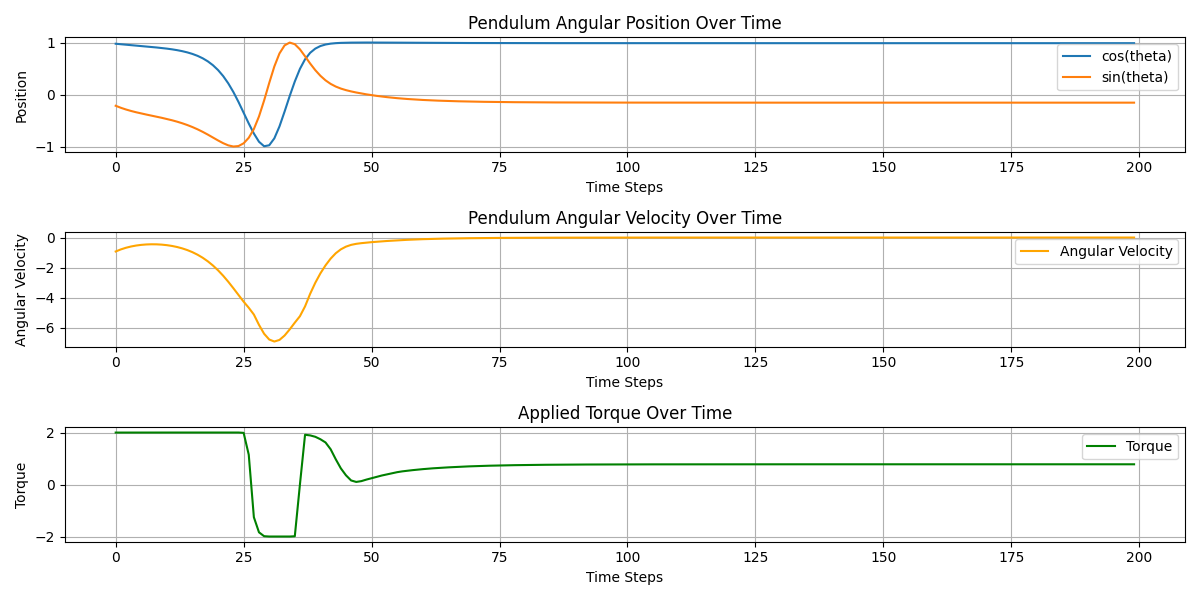 Pendulum Angular Position Over Time
1
0
−1
Position
cos(theta)
sin(theta)
0 25 50 75 100 125 150 175 200
Time Steps
Pendulum Angular Velocity Over Time
0
−2
−4
−6
Angular Velocity
Angular Velocity
0 25 50 75 100 125 150 175 200
Time Steps
Applied Torque Over Time
2
0
−2
Torque
Torque
0 25 50 75 100 125 150 175 200
Time Steps